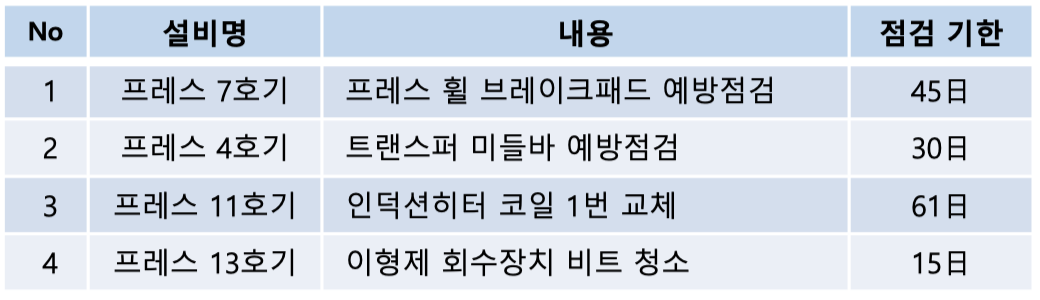 No 설비명 내용 점검 기한
1 프레스 7호기 프레스 휠 브레이크패드 예방점검 45日
2 프레스 4호기 트랜스퍼 미들바 예방점검 30日
3 프레스 11호기 인덕션히터 코일 1번 교체 61日
4 프레스 13호기 이형제 회수장치 비트 청소 15日